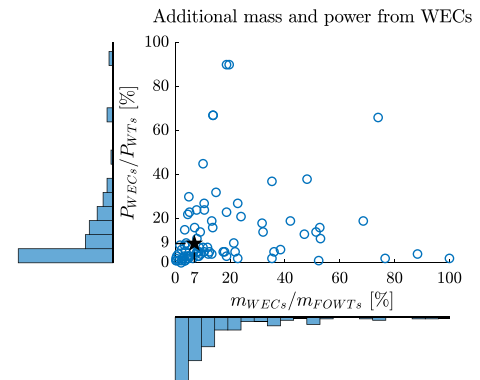 Additional mass and power from WECs
100
80
60
40
20
9
0
P_{WECs}/P_{WTs} [%]
0 7 20 40 60 80 100
m_{WECs}/m_{FOWTs} [%]